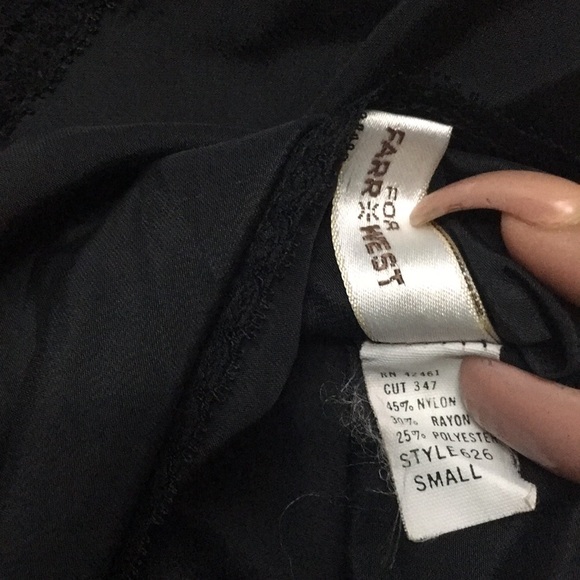 FOR
FARR WEST
RN 42461
CUT 347
45% NYLON
30% RAYON
25% POLYESTER
STYLE 626
SMALL